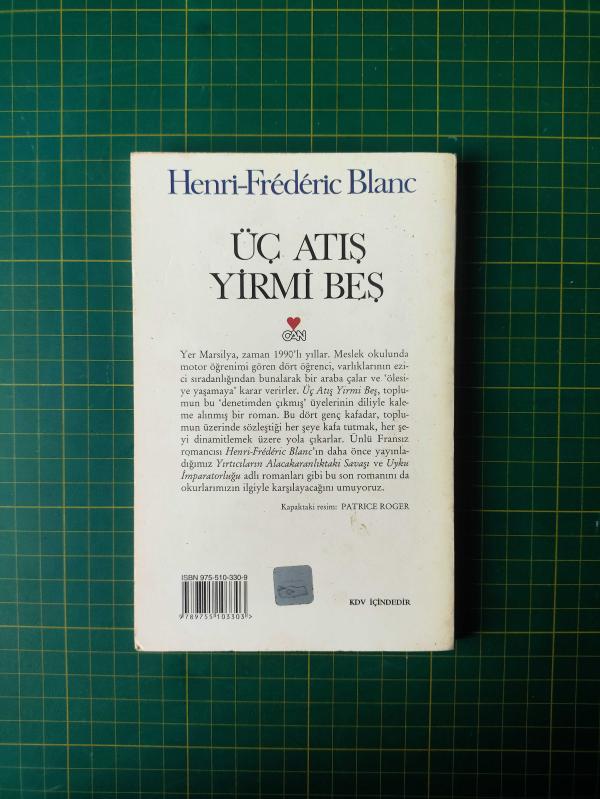 Henri-Frédéric Blanc
ÜÇ ATIŞ
YİRMİ BEŞ
CAN
Yer Marsilya, zaman 1990'lı yıllar. Meslek okulunda
motor öğrenimi gören dört öğrenci, varlıklarının ezi-
ci sıradanlığından bunalarak bir araba çalar ve 'ölesi-
ye yaşamaya' karar verirler. Üç Atış Yirmi Beş, toplu-
mun bu 'denetimden çıkmış' üyelerinin diliyle kale-
me alınmış bir roman. Bu dört genç kafadar, toplu-
mun üzerinde sözleştiği her şeye kafa tutmak, her şe-
yi dinamitlemek üzere yola çıkarlar. Ünlü Fransız
romancısı Henri-Frédéric Blanc'ın daha önce yayınla-
dığımız Yırtıcıların Alacakaranlıktaki Savaşı ve Uyku
İmparatorluğu adlı romanları gibi bu son romanını da
okurlarımızın ilgiyle karşılayacağını umuyoruz.
Kapaktaki resim: PATRICE ROGER
ISBN 975-510-330-9
9789755103303>
KDV İÇİNDEDİR